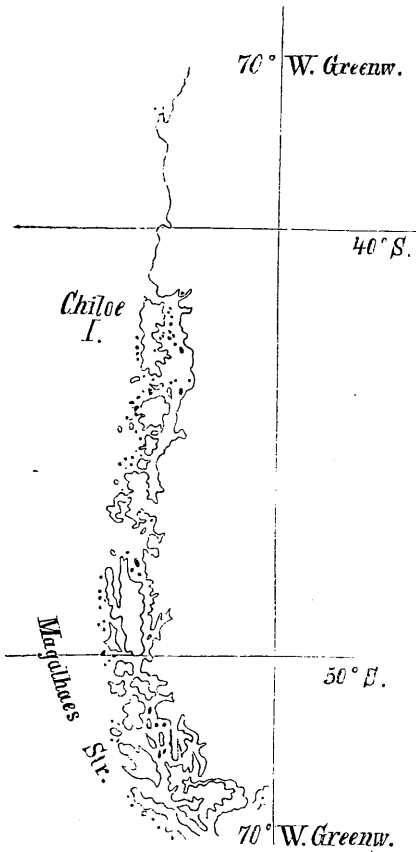 70° W. Greenw.
40° S.
Chiloe
I.
Magalhaes
Str.
50° S.
70° W. Greenw.